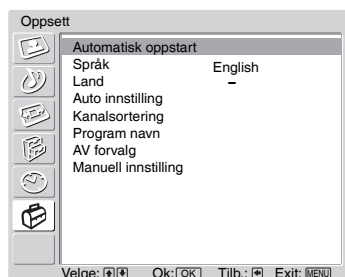 Oppsett
Automatisk oppstart
Språk English
Land –
Auto innstilling
Kanalsortering
Program navn
AV forvalg
Manuell innstilling
Velge: Ok: OK Tilb.: Exit: MENU